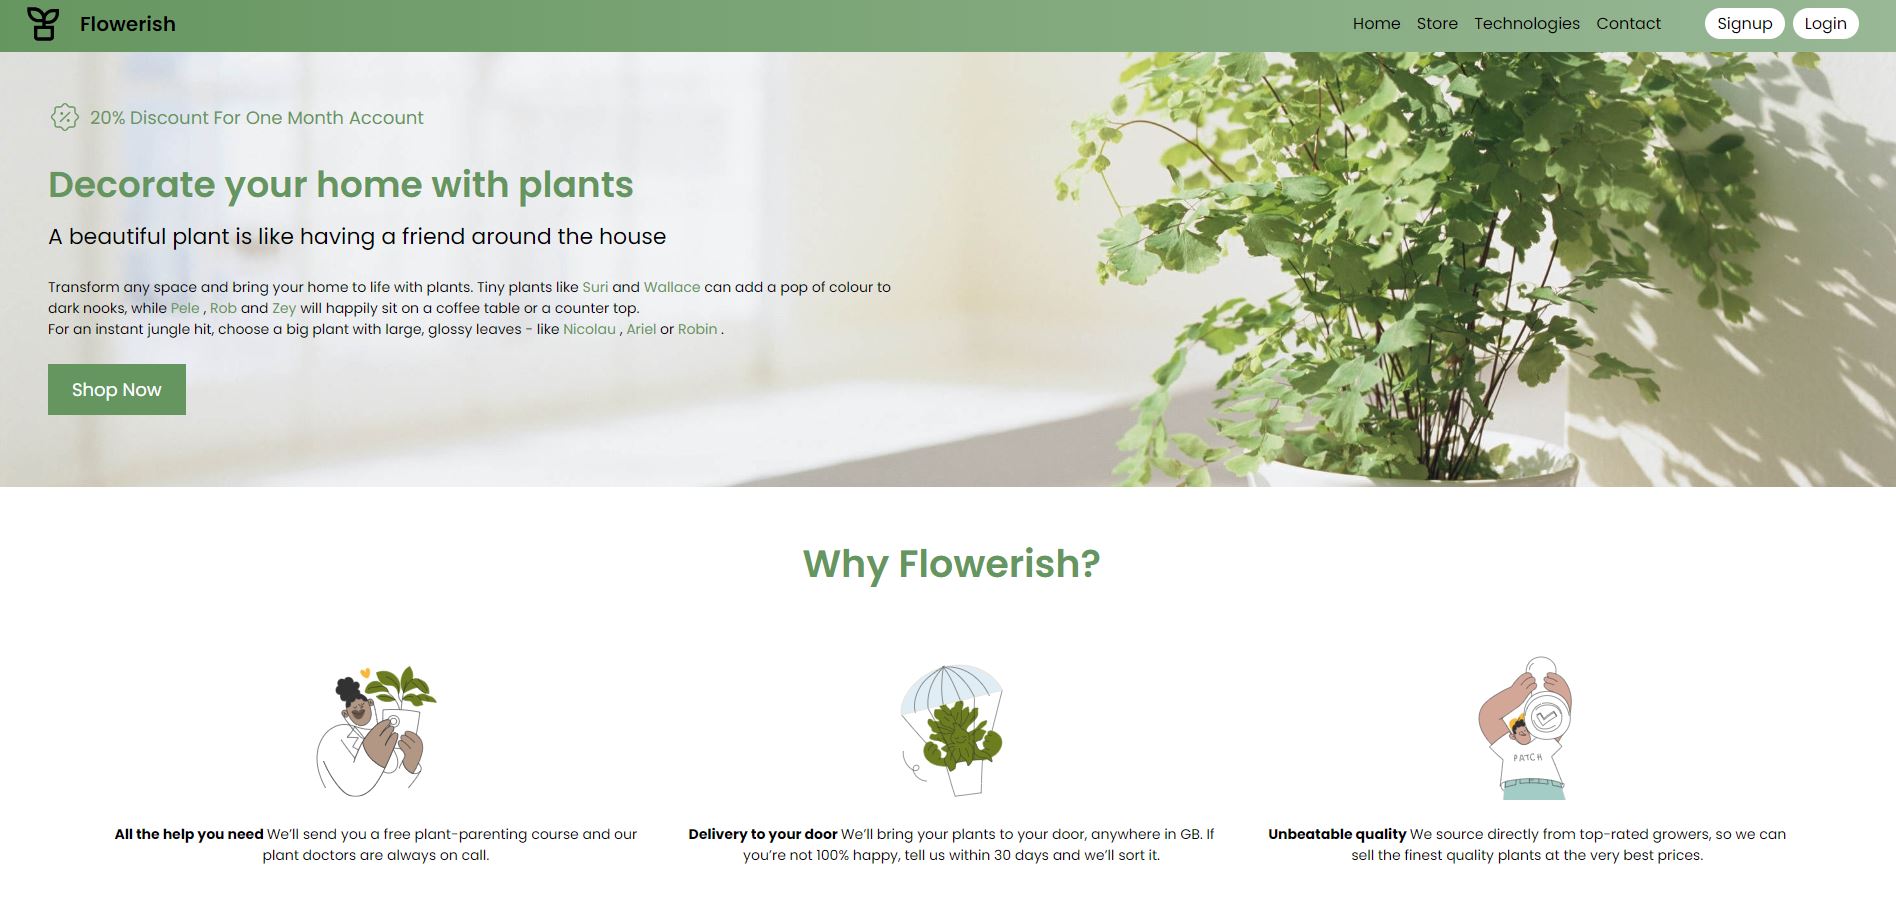 Flowerish
Home Store Technologies Contact Signup Login
20% Discount For One Month Account
Decorate your home with plants
A beautiful plant is like having a friend around the house
Transform any space and bring your home to life with plants. Tiny plants like Suri and Wallace can add a pop of colour to
dark nooks, while Pele , Rob and Zey will happily sit on a coffee table or a counter top.
For an instant jungle hit, choose a big plant with large, glossy leaves - like Nicolau , Ariel or Robin .
Shop Now
Why Flowerish?
PATCH
All the help you need We’ll send you a free plant-parenting course and our
plant doctors are always on call.
Delivery to your door We’ll bring your plants to your door, anywhere in GB. If
you’re not 100% happy, tell us within 30 days and we’ll sort it.
Unbeatable quality We source directly from top-rated growers, so we can
sell the finest quality plants at the very best prices.